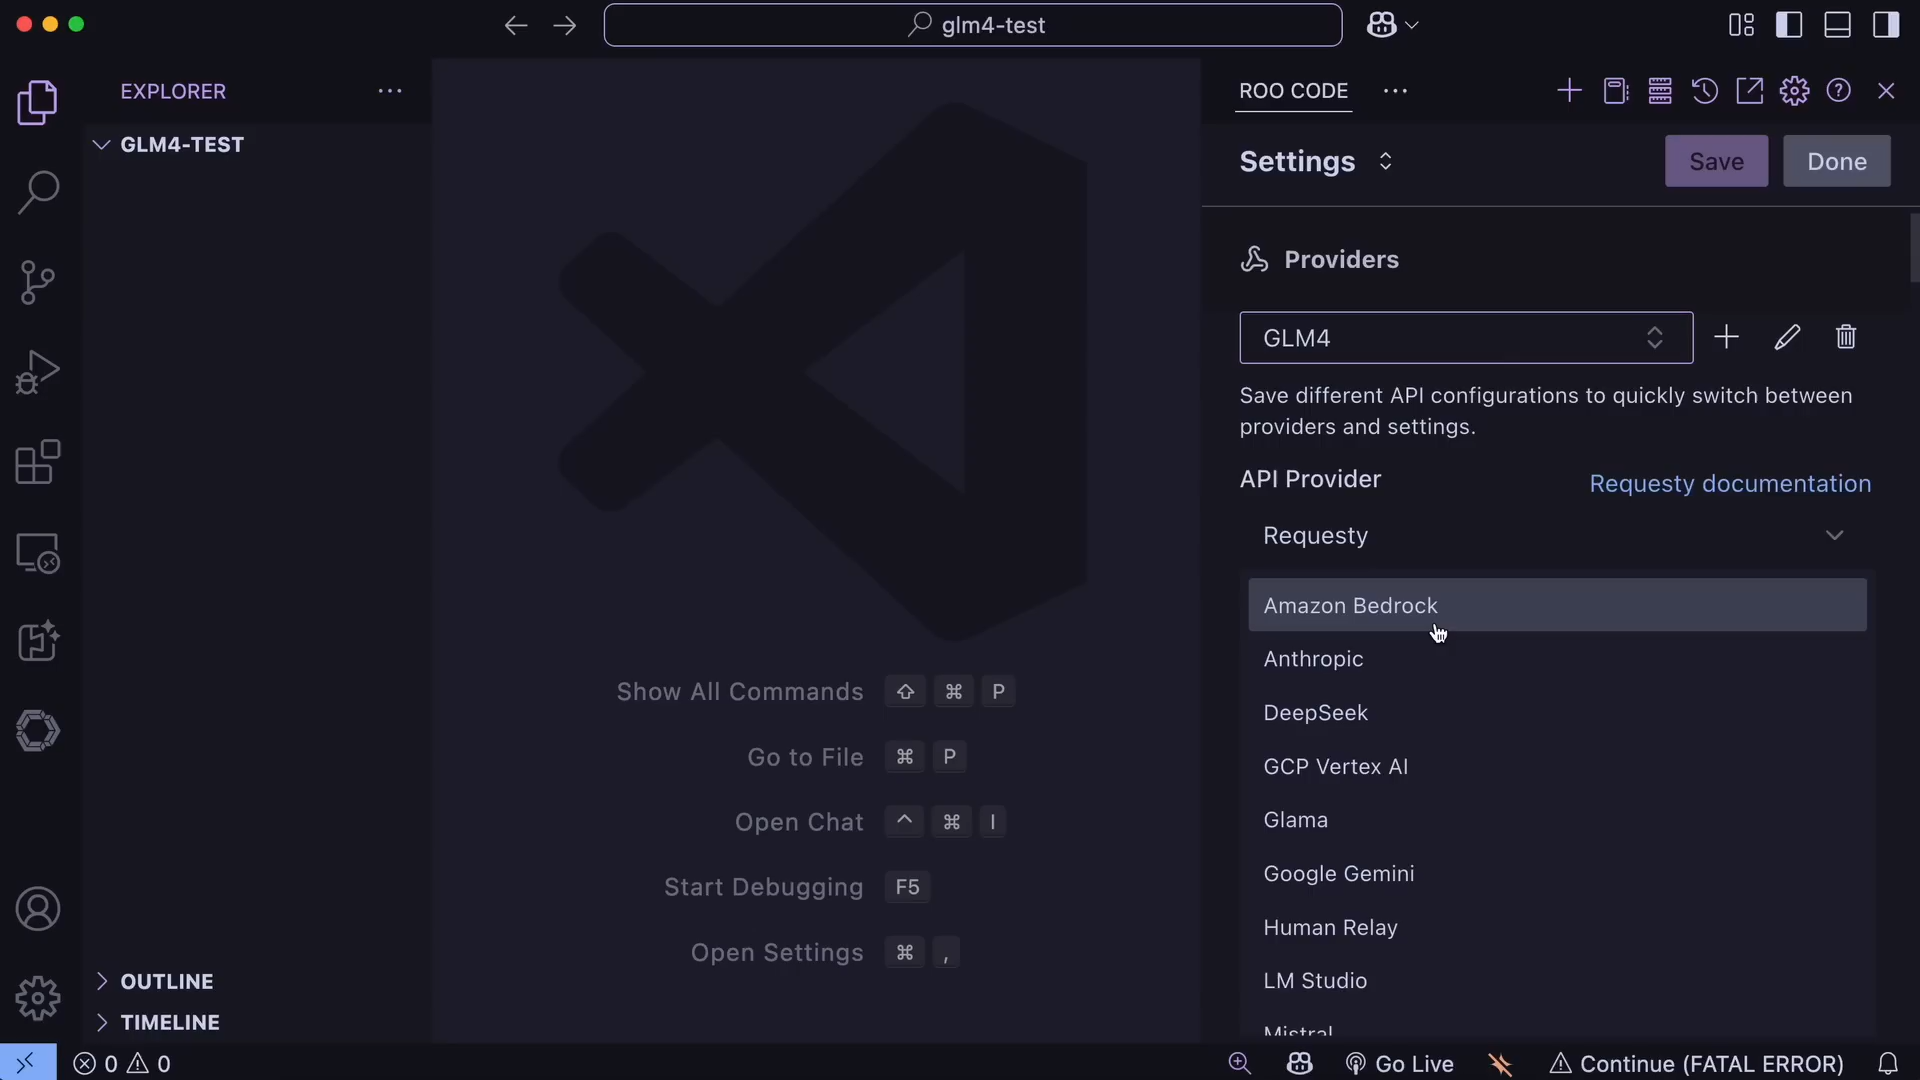 glm4-test
EXPLORER
GLM4-TEST
OUTLINE
TIMELINE
Show All Commands ⇧ ⌘ P
Go to File ⌘ P
Open Chat ^ ⌘ I
Start Debugging F5
Open Settings ⌘ ,
ROO CODE
Settings
Save
Done
Providers
GLM4
Save different API configurations to quickly switch between
providers and settings.
API Provider
Requesty documentation
Requesty
Amazon Bedrock
Anthropic
DeepSeek
GCP Vertex AI
Glama
Google Gemini
Human Relay
LM Studio
Mistral
0 0
Go Live
Continue (FATAL ERROR)